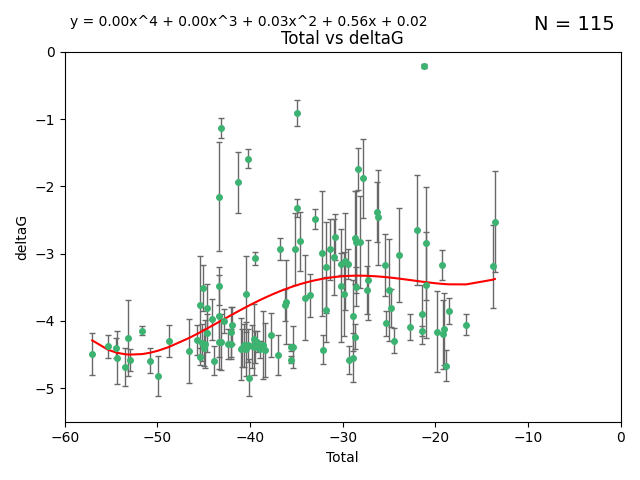 y = 0.00x^4 + 0.00x^3 + 0.03x^2 + 0.56x + 0.02
N = 115
Total vs deltaG
0
−1
−2
−3
−4
−5
deltaG
−60 −50 −40 −30 −20 −10 0
Total